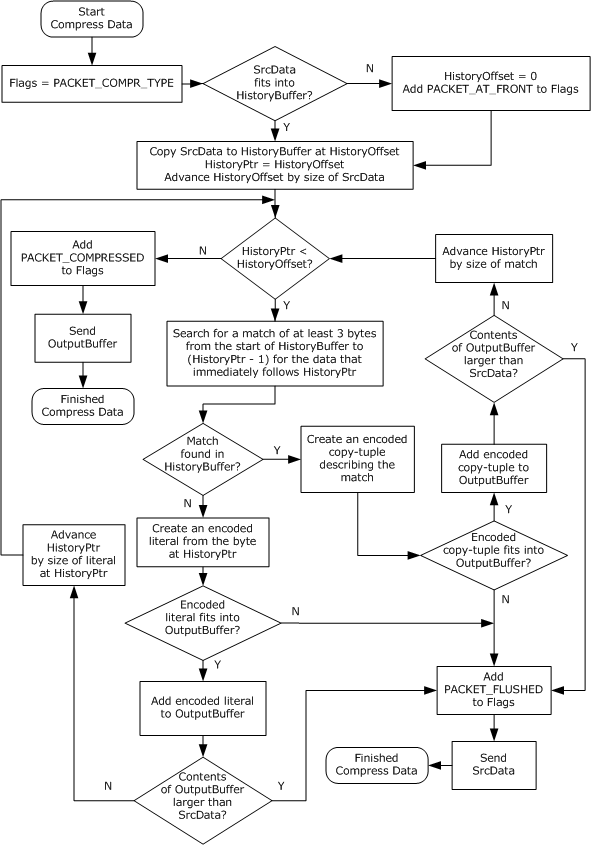 Start
Compress Data
Flags = PACKET_COMPR_TYPE
SrcData
fits into
HistoryBuffer?
N
HistoryOffset = 0
Add PACKET_AT_FRONT to Flags
Y
Copy SrcData to HistoryBuffer at HistoryOffset
HistoryPtr = HistoryOffset
Advance HistoryOffset by size of SrcData
Add
PACKET_COMPRESSED
to Flags
N
HistoryPtr <
HistoryOffset?
Advance HistoryPtr
by size of match
Y
N
Send
OutputBuffer
Search for a match of at least 3 bytes
from the start of HistoryBuffer to
(HistoryPtr - 1) for the data that
immediately follows HistoryPtr
Contents
of OutputBuffer
larger than
SrcData?
Y
Finished
Compress Data
Match
found in
HistoryBuffer?
Y
Create an encoded
copy-tuple
describing the
match
Add encoded
copy-tuple to
OutputBuffer
N
Y
Advance
HistoryPtr
by size of literal
at HistoryPtr
Create an encoded
literal from the byte
at HistoryPtr
Encoded
copy-tuple fits into
OutputBuffer?
N
Encoded
literal fits into
OutputBuffer?
N
Y
Add encoded literal
to OutputBuffer
Add
PACKET_FLUSHED
to Flags
Finished
Compress Data
Send
SrcData
N
Contents
of OutputBuffer
larger than
SrcData?
Y